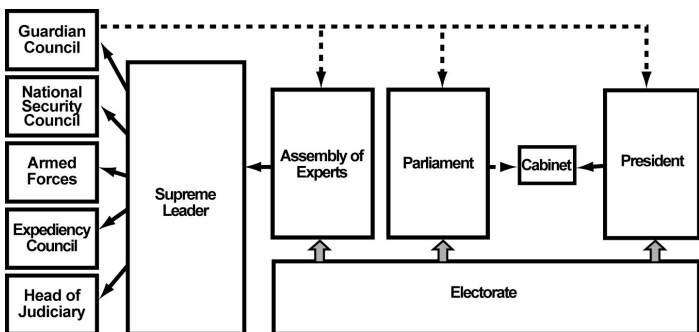 Guardian
Council
National
Security
Council
Armed
Forces
Expediency
Council
Head of
Judiciary
Supreme
Leader
Assembly of
Experts
Parliament
Cabinet
President
Electorate